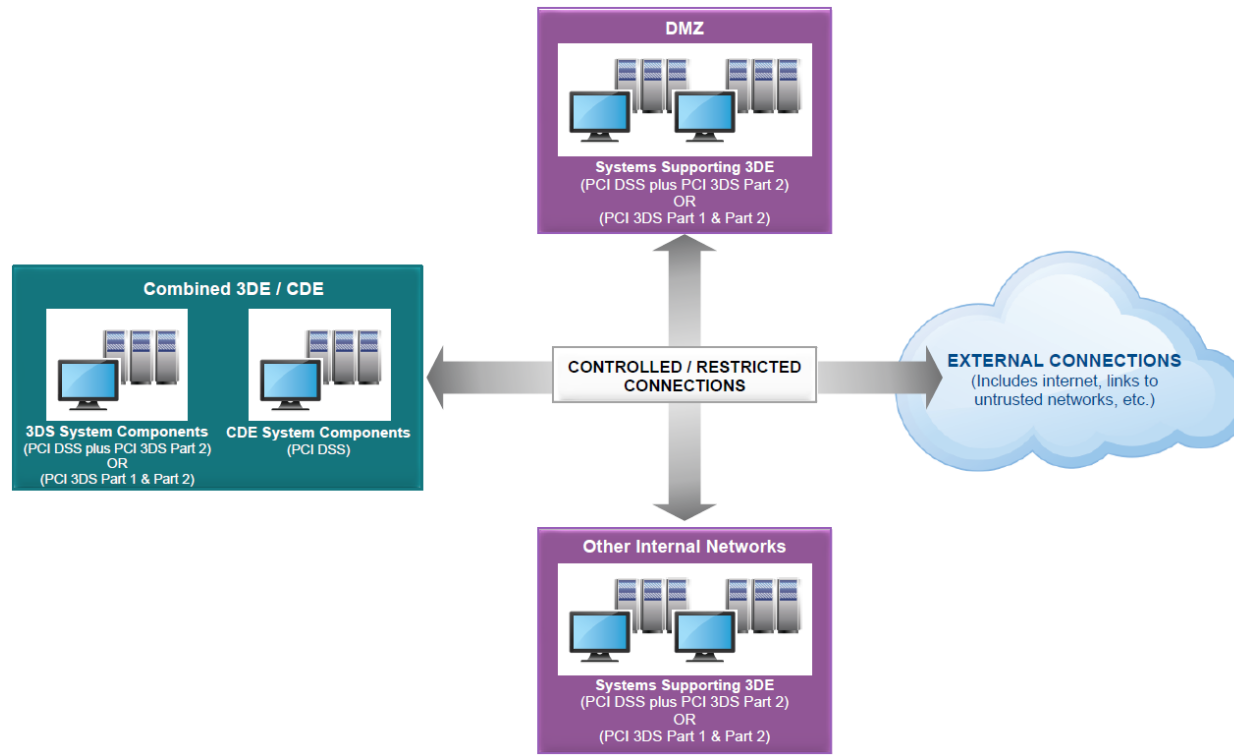 DMZ
Systems Supporting 3DE
(PCI DSS plus PCI 3DS Part 2)
OR
(PCI 3DS Part 1 & Part 2)
Combined 3DE / CDE
3DS System Components
(PCI DSS plus PCI 3DS Part 2)
OR
(PCI 3DS Part 1 & Part 2)
CDE System Components
(PCI DSS)
CONTROLLED / RESTRICTED
CONNECTIONS
EXTERNAL CONNECTIONS
(Includes internet, links to
untrusted networks, etc.)
Other Internal Networks
Systems Supporting 3DE
(PCI DSS plus PCI 3DS Part 2)
OR
(PCI 3DS Part 1 & Part 2)